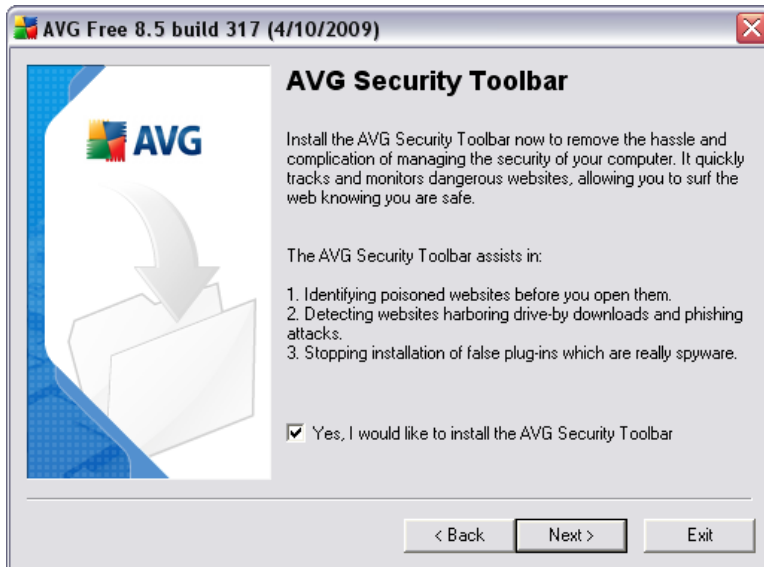 AVG Free 8.5 build 317 (4/10/2009)
AVG
AVG Security Toolbar
Install the AVG Security Toolbar now to remove the hassle and
complication of managing the security of your computer. It quickly
tracks and monitors dangerous websites, allowing you to surf the
web knowing you are safe.
The AVG Security Toolbar assists in:
1. Identifying poisoned websites before you open them.
2. Detecting websites harboring drive-by downloads and phishing
attacks.
3. Stopping installation of false plug-ins which are really spyware.
Yes, I would like to install the AVG Security Toolbar
< Back Next > Exit